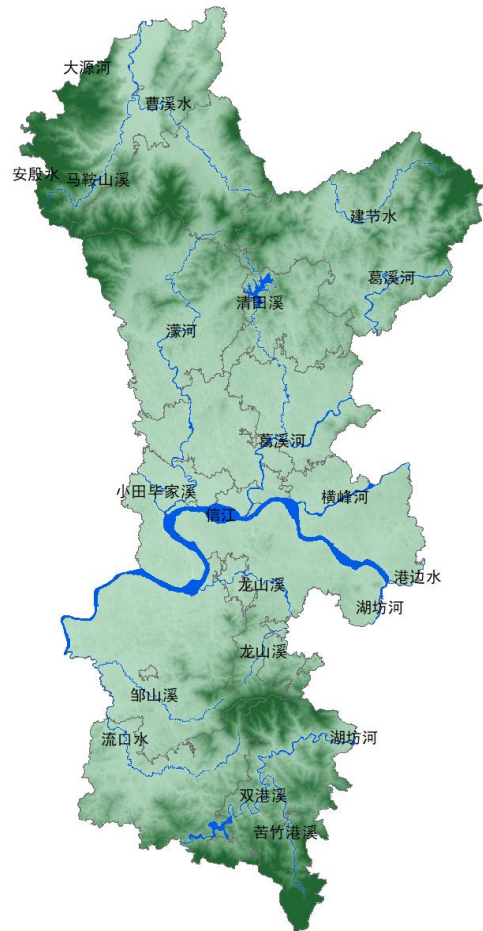 大源河
曹溪水
安殷水
马鞍山溪
建节水
葛溪河
清田溪
濠河
葛溪河
小田毕家溪
横峰河
信江
港边水
龙山溪
湖坊河
龙山溪
邹山溪
流口水
湖坊河
双港溪
苦竹港溪